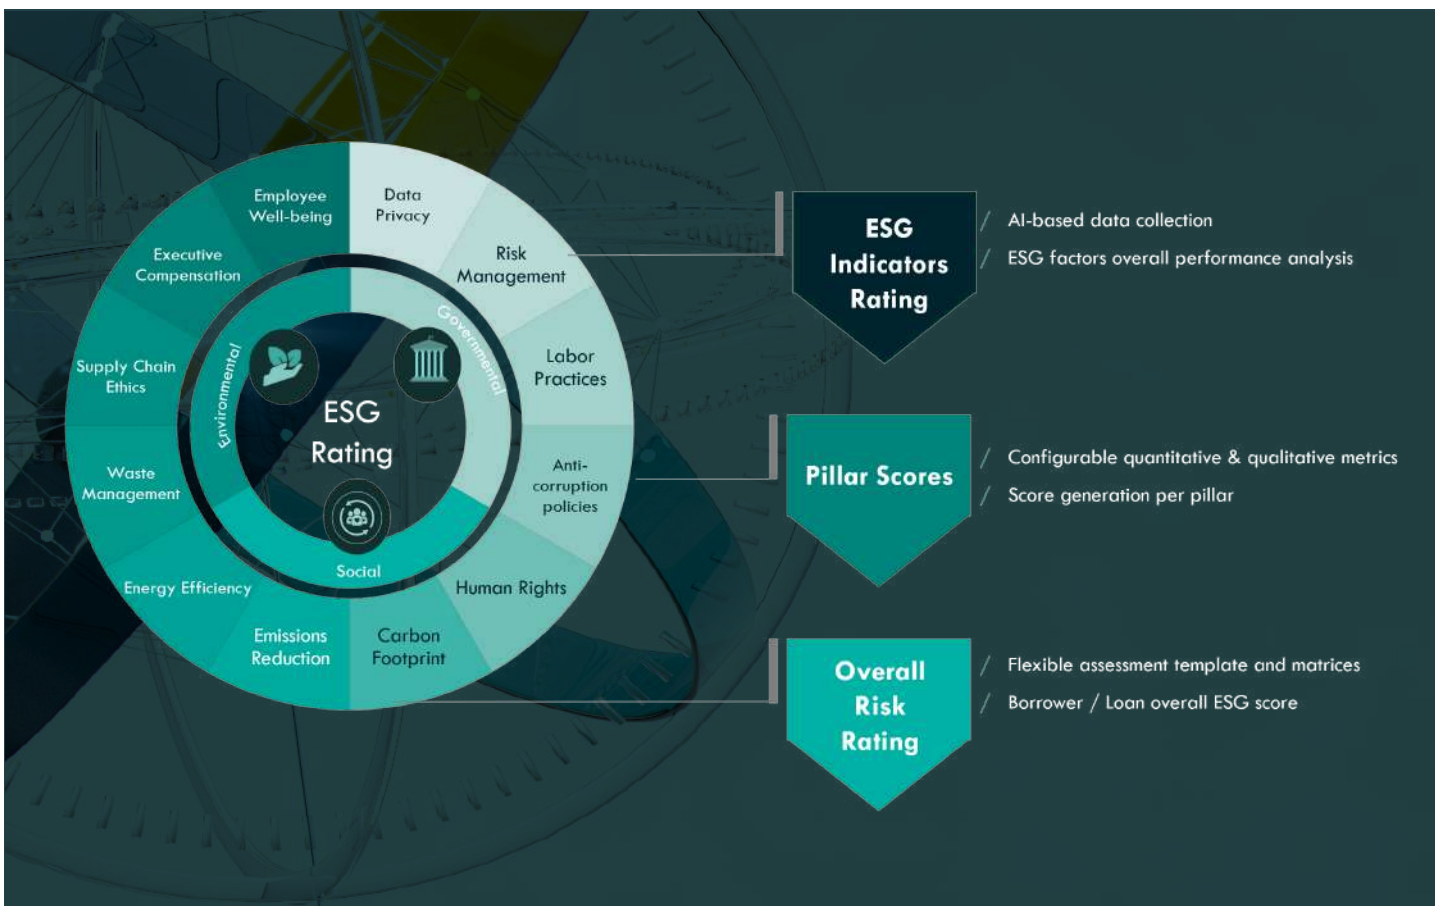 Employee
Well-being
Data
Privacy
Risk
Management
Labor
Practices
Anti-
corruption
policies
Human Rights
Carbon
Footprint
Emissions
Reduction
Energy Efficiency
Waste
Management
Supply Chain
Ethics
Executive
Compensation
Environmental
Governmental
Social
ESG
Rating
ESG
Indicators
Rating
/ AI-based data collection
/ ESG factors overall performance analysis
Pillar Scores
/ Configurable quantitative & qualitative metrics
/ Score generation per pillar
Overall
Risk
Rating
/ Flexible assessment template and matrices
/ Borrower / Loan overall ESG score